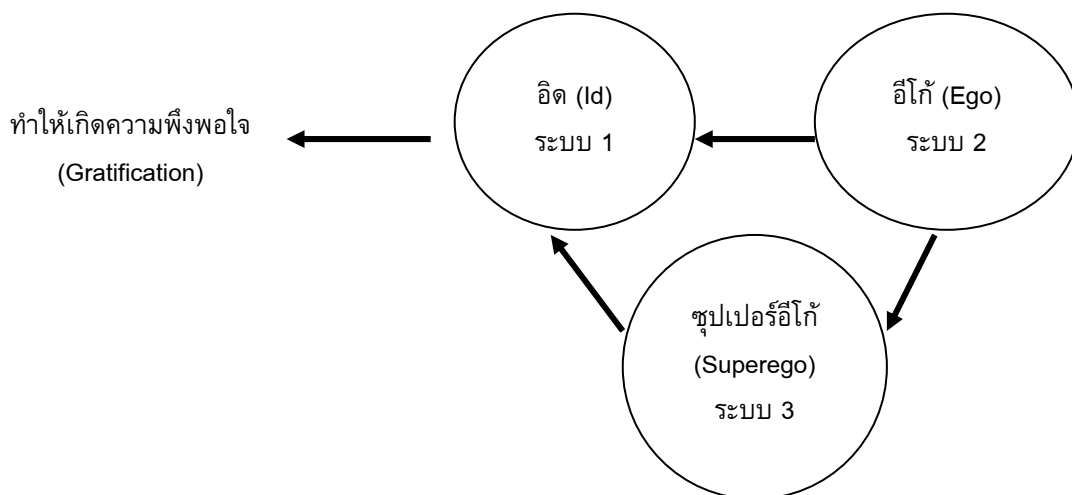 ทำให้เกิดความพึงพอใจ
(Gratification)
อิด (Id)
ระบบ 1
อีโก้ (Ego)
ระบบ 2
ซุปเปอร์อีโก้
(Superego)
ระบบ 3